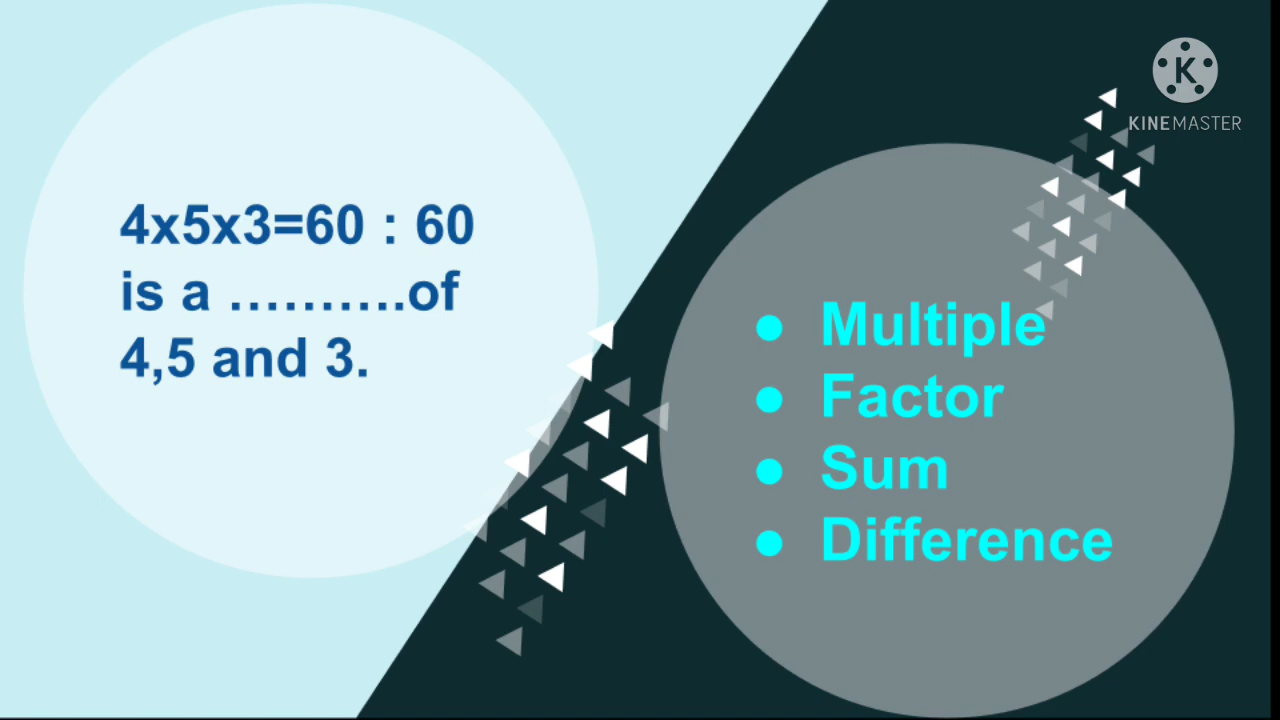 4x5x3=60 : 60
is a ……….of
4,5 and 3.
K
KINEMASTER
● Multiple
● Factor
● Sum
● Difference